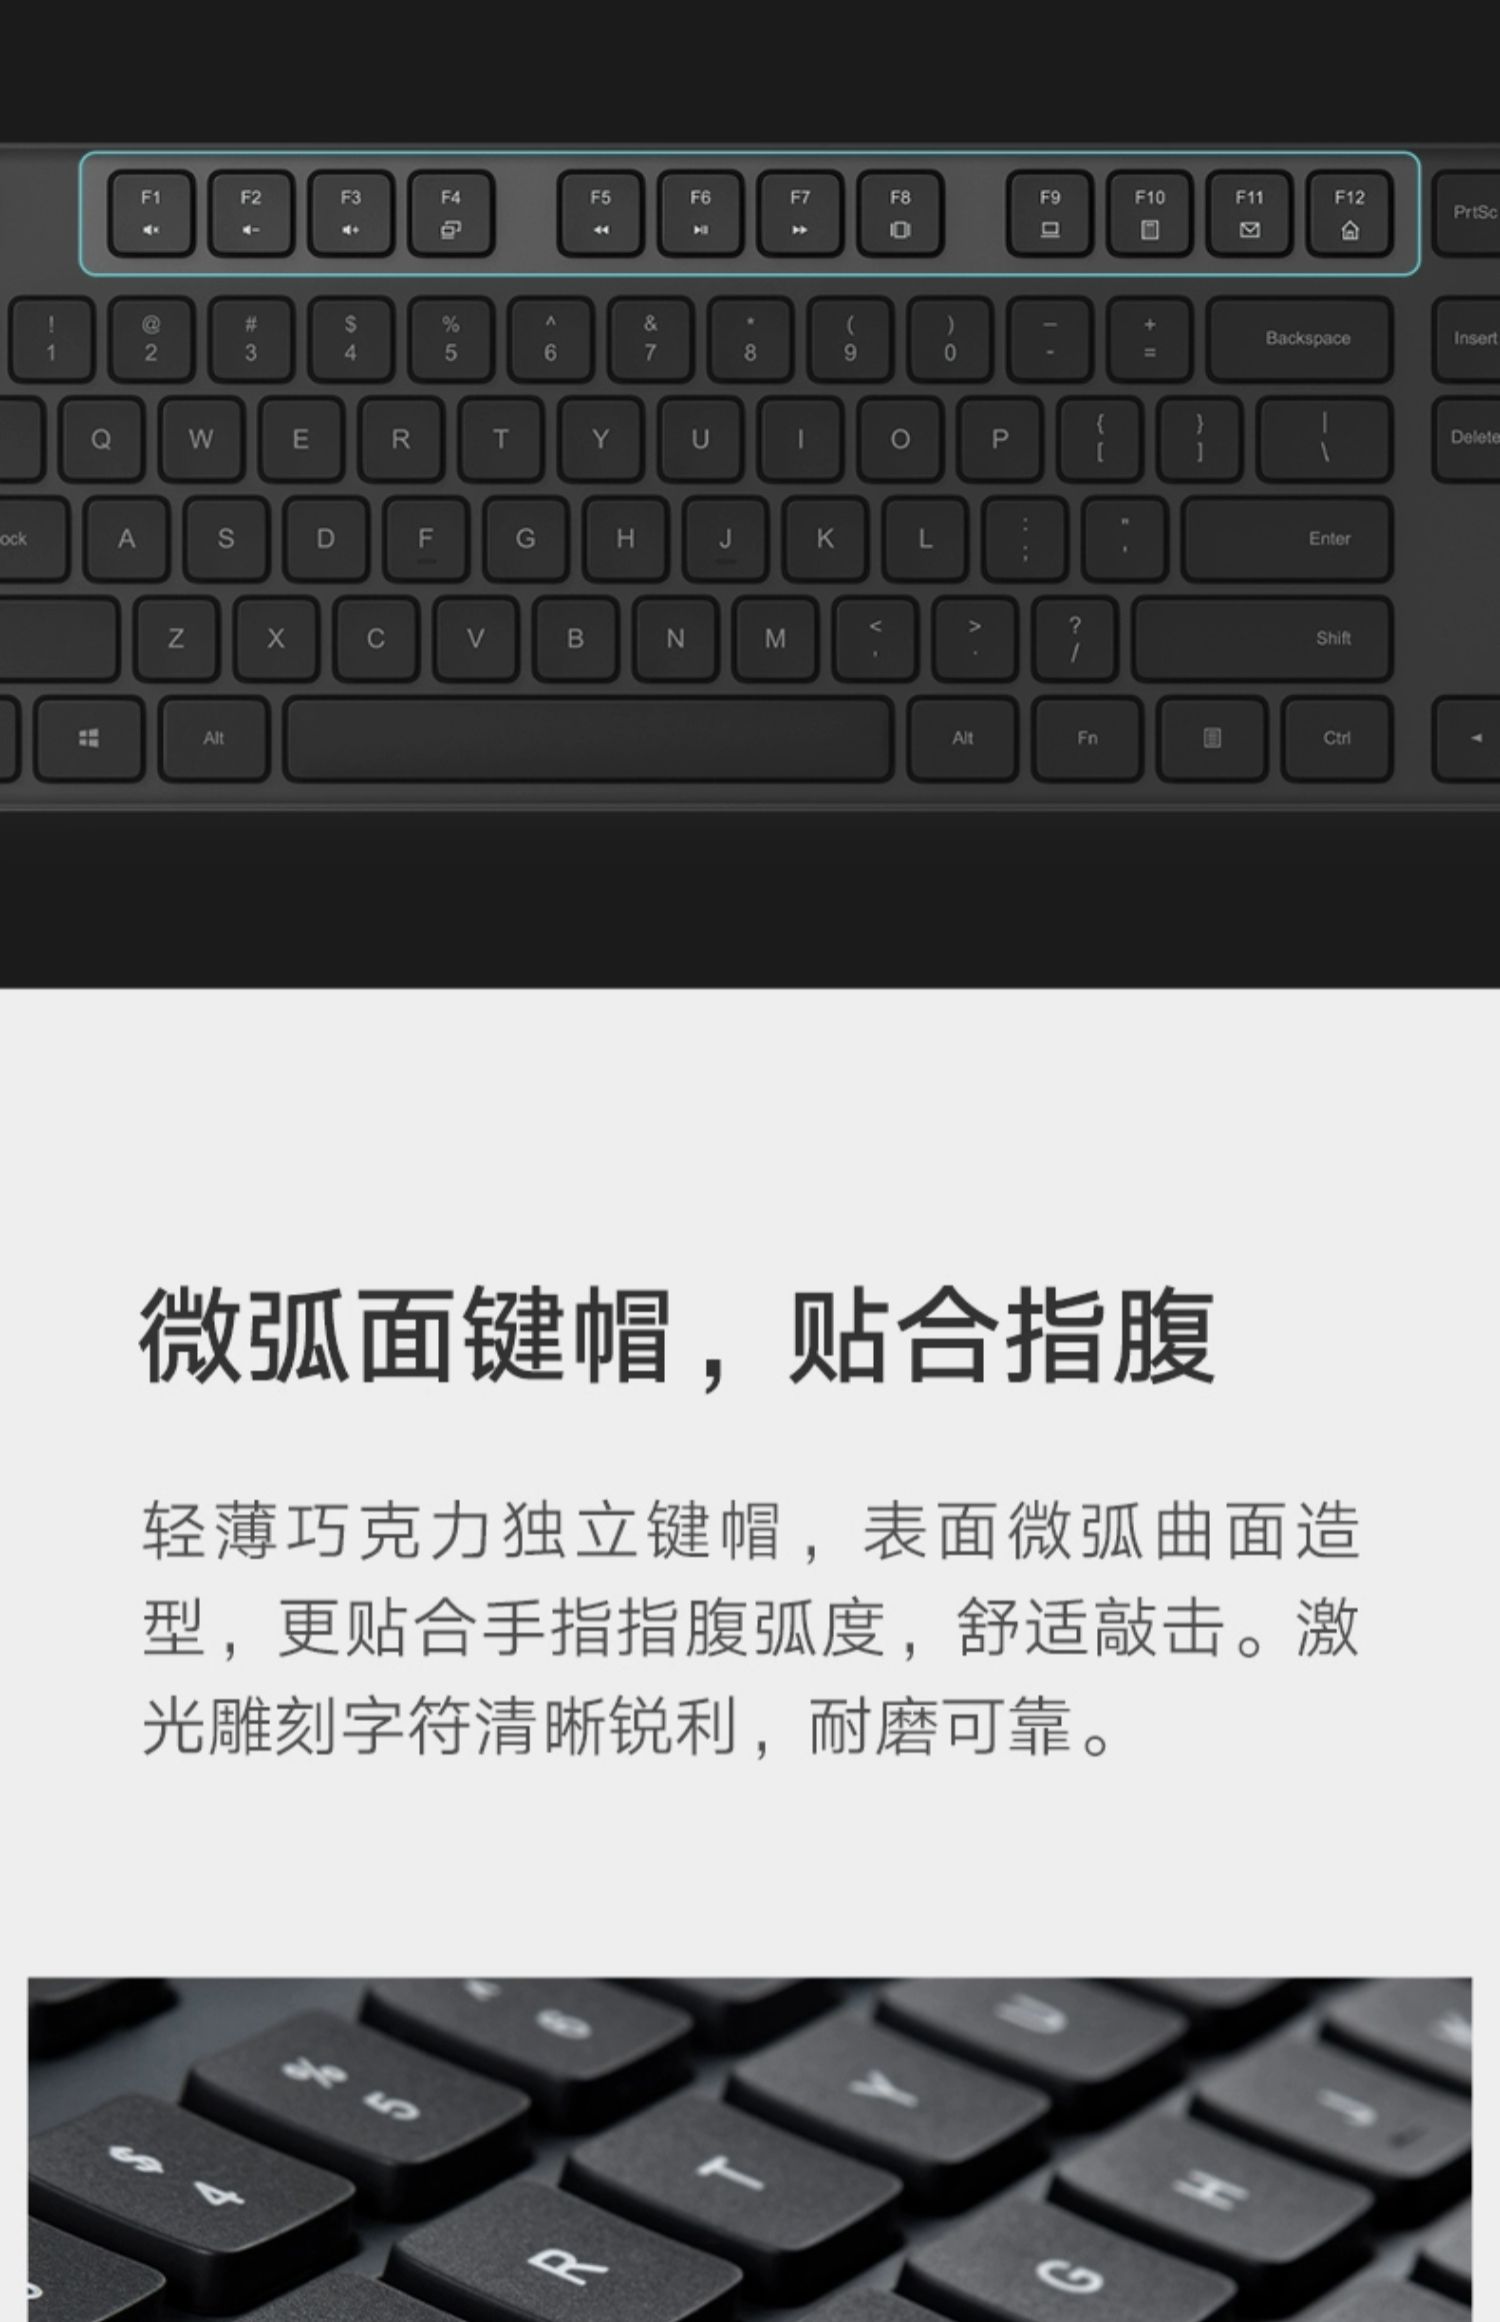 F1 F2 F3 F4 F5 F6 F7 F8 F9 F10 F11 F12 PrtSc
! @ # $ % ^ & * ( ) — +
1 2 3 4 5 6 7 8 9 0 - = Backspace Insert
Q W E R T Y U I O P { } |
[ ] \ Delete
ock A S D F G H J K L : " Enter
; '
Z X C V B N M < > ? Shift
, . /
Alt Alt Fn Ctrl
微弧面键帽，贴合指腹
轻薄巧克力独立键帽，表面微弧曲面造
型，更贴合手指指腹弧度，舒适敲击。激
光雕刻字符清晰锐利，耐磨可靠。
% 5 6 U
$ 4 T Y J
R G H